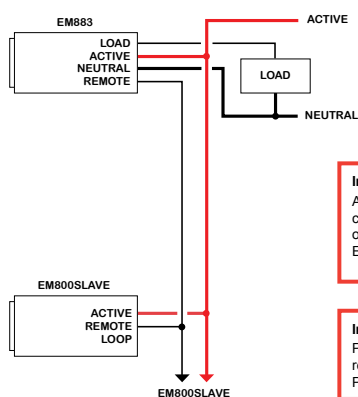 EM883
ACTIVE
LOAD
ACTIVE
NEUTRAL
REMOTE
LOAD
NEUTRAL
EM800SLAVE
ACTIVE
REMOTE
LOOP
EM800SLAVE